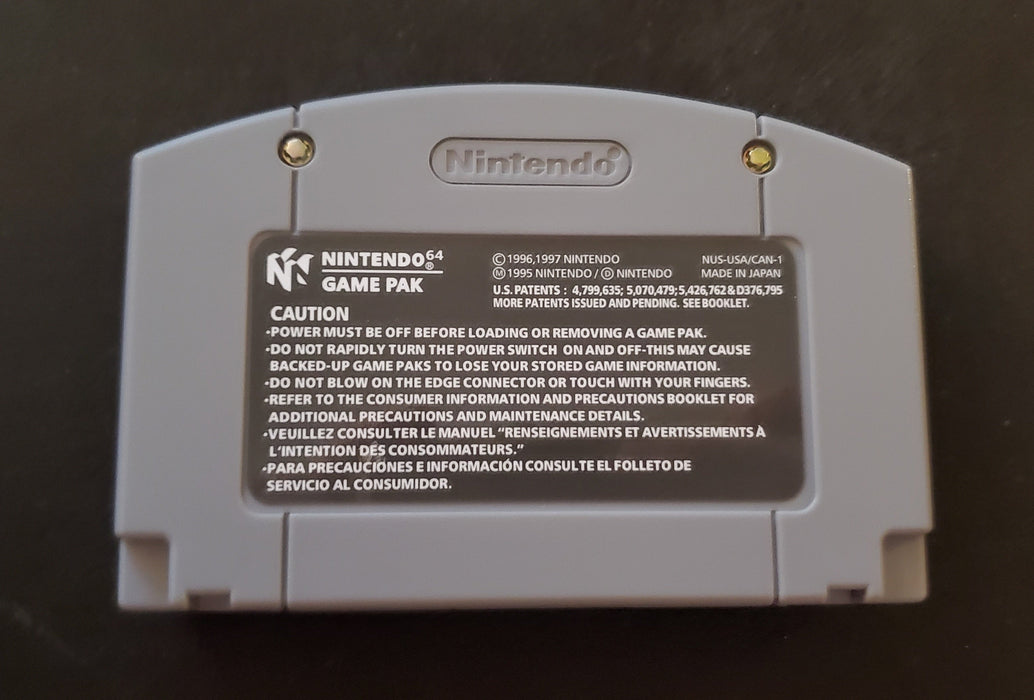 Nintendo
NINTENDO64®
GAME PAK
© 1996,1997 NINTENDO
NUS-USA/CAN-1
Ⓜ 1995 NINTENDO / Ⓓ NINTENDO
MADE IN JAPAN
U.S. PATENTS : 4,799,635; 5,070,479; 5,426,762 & D376,795
MORE PATENTS ISSUED AND PENDING. SEE BOOKLET.
CAUTION
·POWER MUST BE OFF BEFORE LOADING OR REMOVING A GAME PAK.
·DO NOT RAPIDLY TURN THE POWER SWITCH ON AND OFF-THIS MAY CAUSE
BACKED-UP GAME PAKS TO LOSE YOUR STORED GAME INFORMATION.
·DO NOT BLOW ON THE EDGE CONNECTOR OR TOUCH WITH YOUR FINGERS.
·REFER TO THE CONSUMER INFORMATION AND PRECAUTIONS BOOKLET FOR
ADDITIONAL PRECAUTIONS AND MAINTENANCE DETAILS.
·VEUILLEZ CONSULTER LE MANUEL “RENSEIGNEMENTS ET AVERTISSEMENTS À
L'INTENTION DES CONSOMMATEURS.”
·PARA PRECAUCIONES E INFORMACIÓN CONSULTE EL FOLLETO DE
SERVICIO AL CONSUMIDOR.